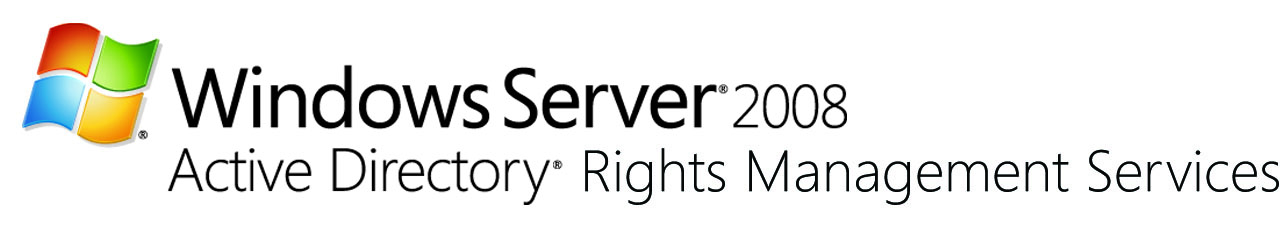 Windows Server® 2008
Active Directory® Rights Management Services